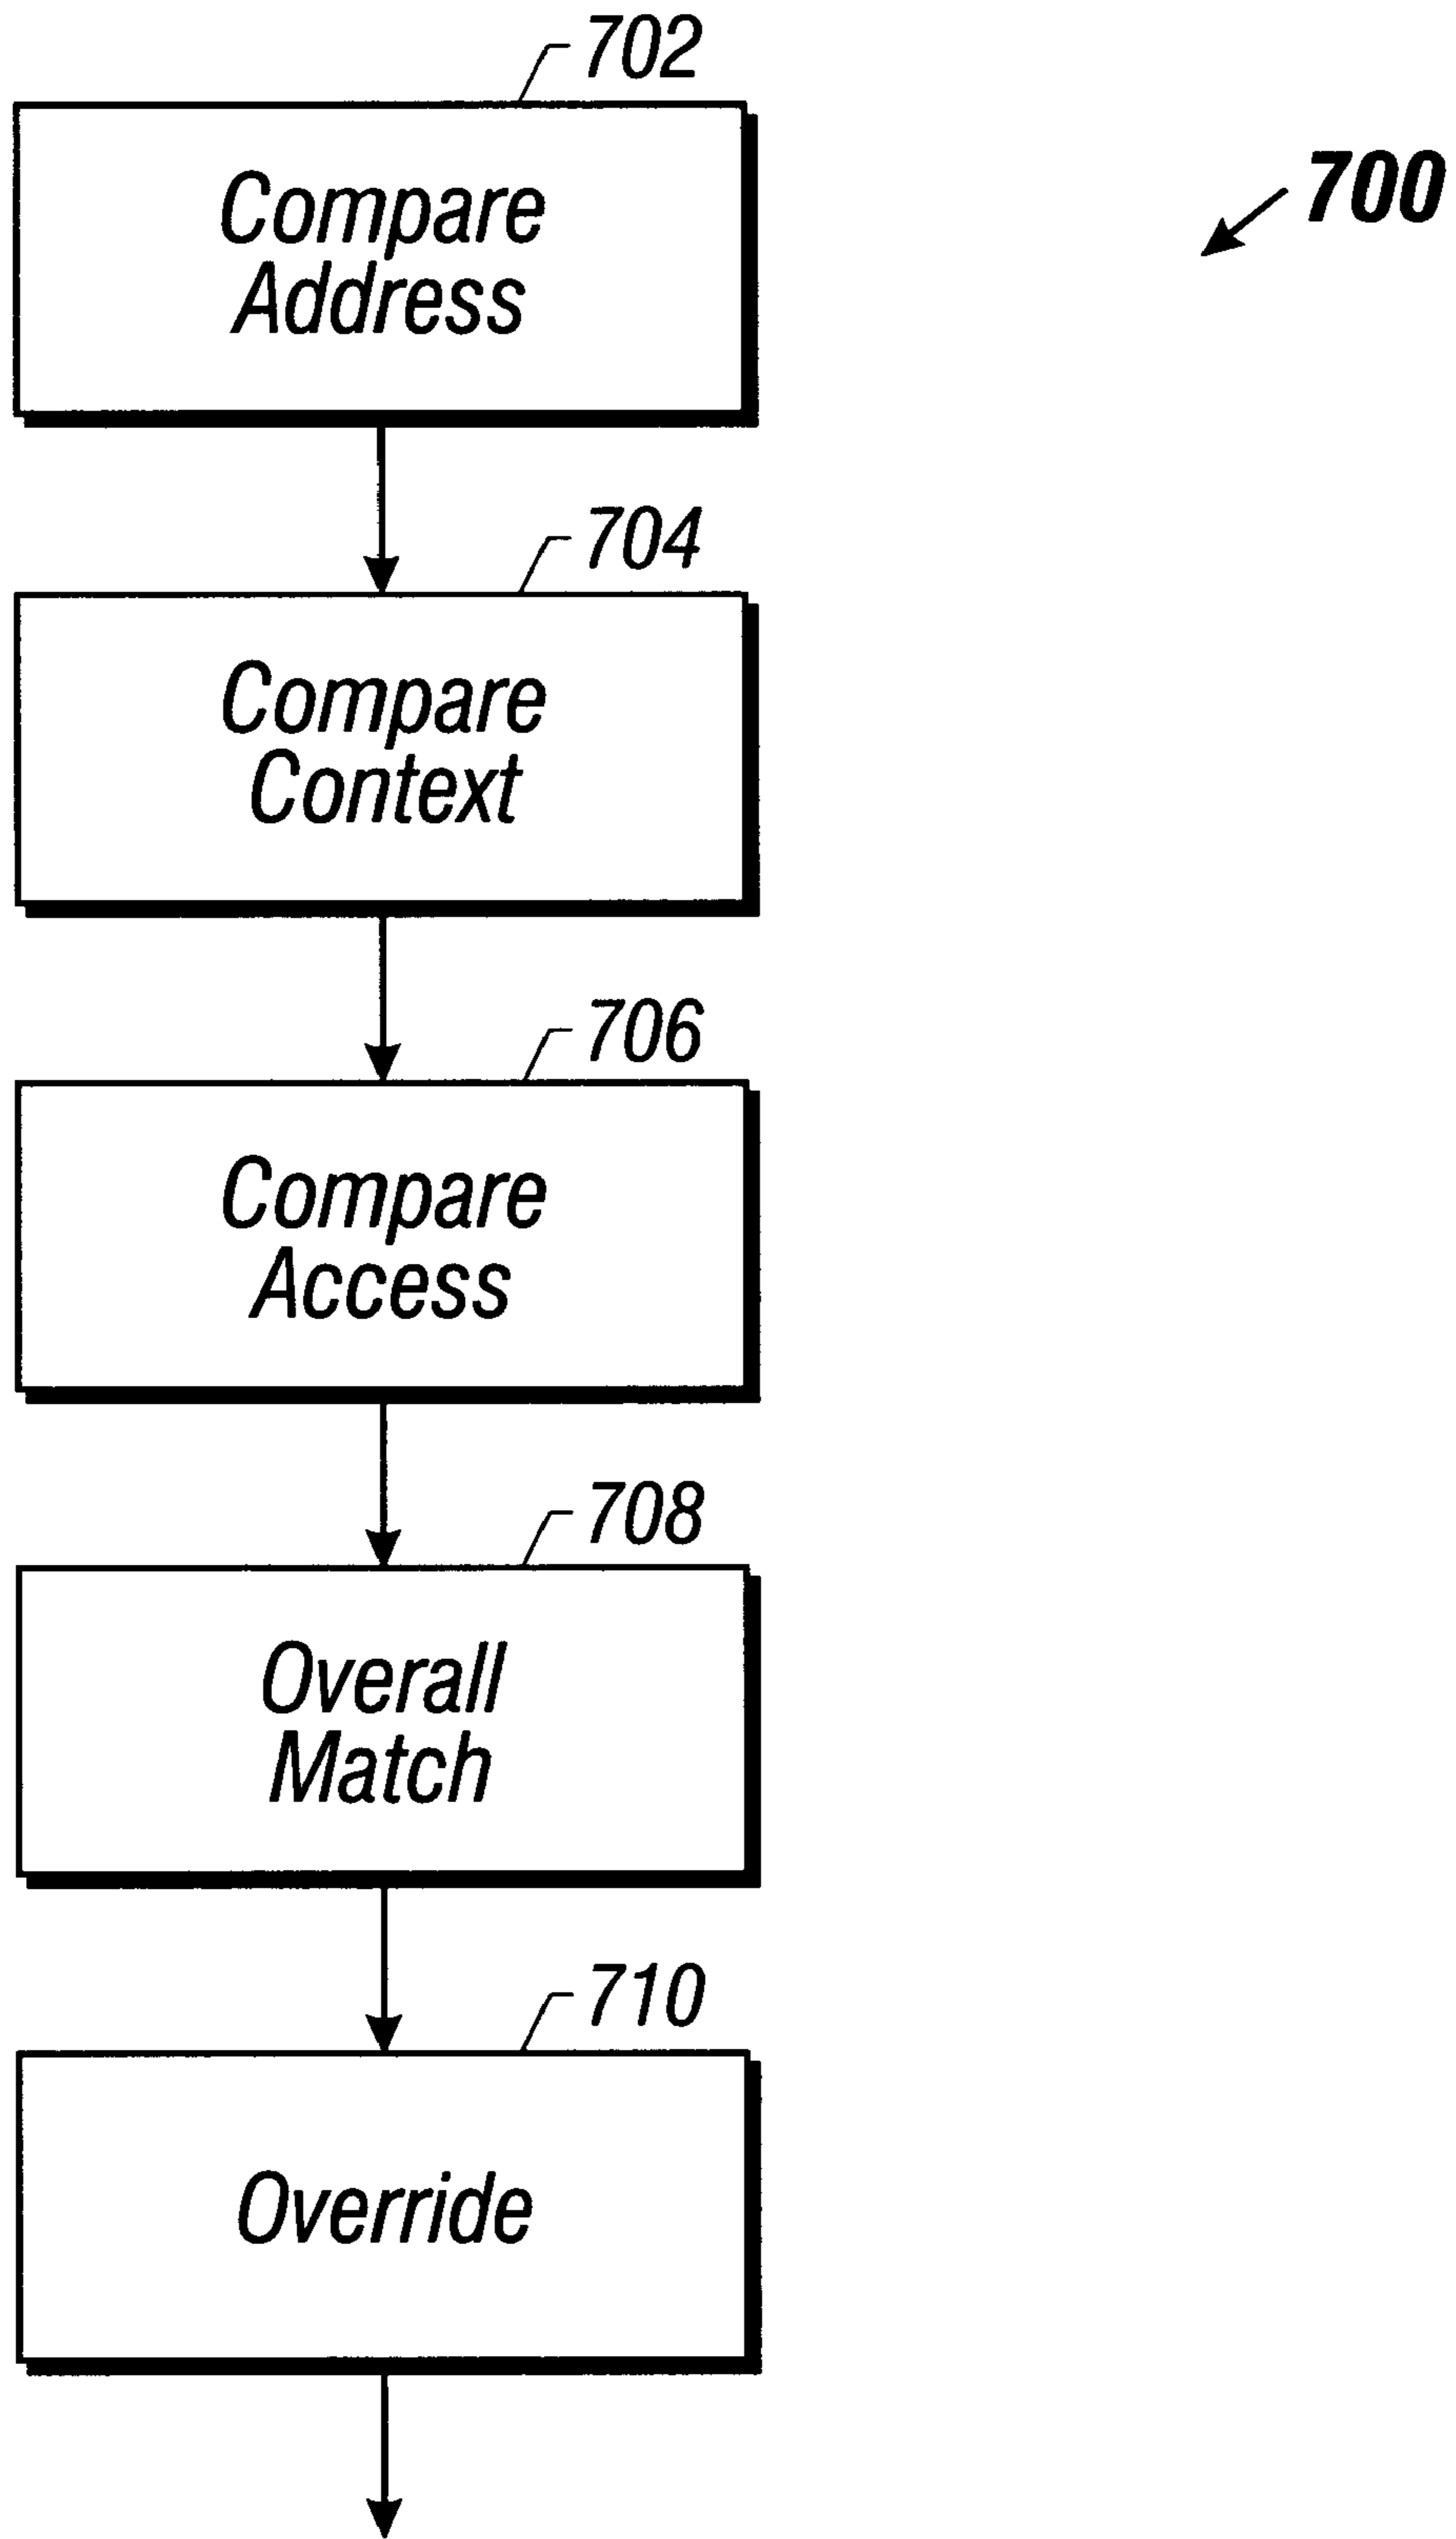 702
700
Compare
Address
704
Compare
Context
706
Compare
Access
708
Overall
Match
710
Override